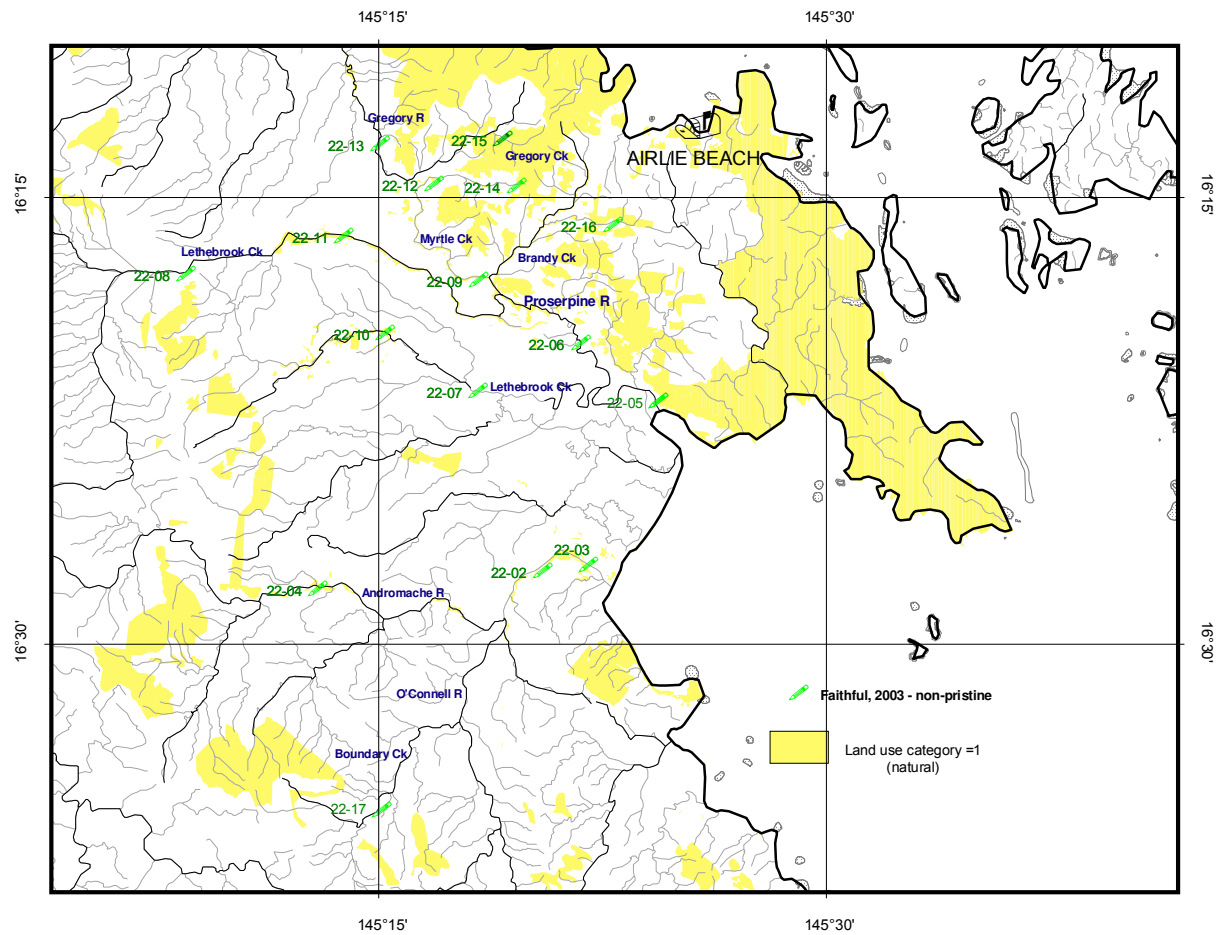 145°15'
145°30'
Gregory R
22-13
22-15
Gregory Ck
AIRLIE BEACH
22-12
22-14
16°15'
16°15'
22-16
22-11
Myrtle Ck
Lethebrook Ck
Brandy Ck
22-08
22-09
Proserpine R
22-10
22-06
Lethebrook Ck
22-07
22-05
22-03
22-02
22-04
Andromache R
16°30'
16°30'
O'Connell R
Faithful, 2003 - non-pristine
Boundary Ck
Land use category =1
(natural)
22-17
145°15'
145°30'